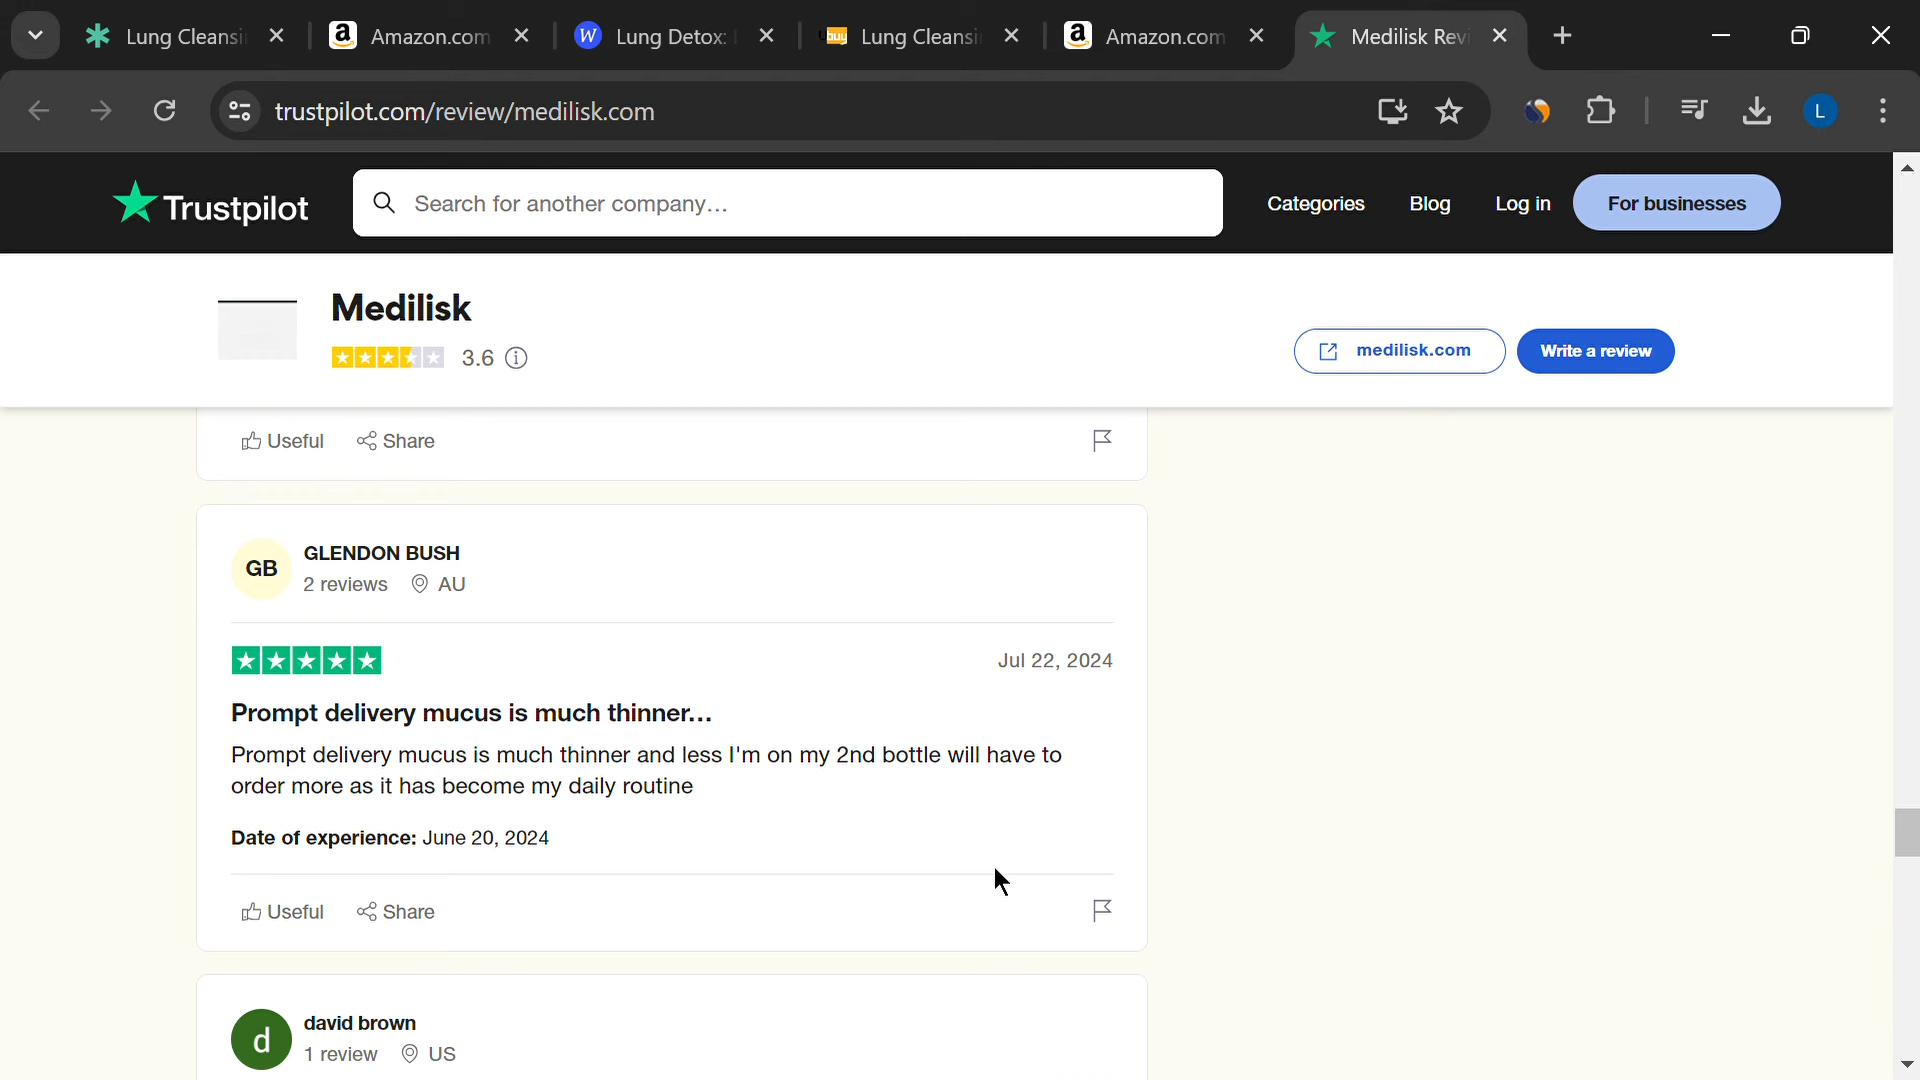 Lung Cleansi
Amazon.com
Lung Detox:
Lung Cleansi
Amazon.com
Medilisk Rev
trustpilot.com/review/medilisk.com
L
Trustpilot
Search for another company...
Categories
Blog
Log in
For businesses
Medilisk
3.6
medilisk.com
Write a review
Useful
Share
GB
GLENDON BUSH
2 reviews
AU
Jul 22, 2024
Prompt delivery mucus is much thinner...
Prompt delivery mucus is much thinner and less I'm on my 2nd bottle will have to
order more as it has become my daily routine
Date of experience: June 20, 2024
Useful
Share
d
david brown
1 review
US